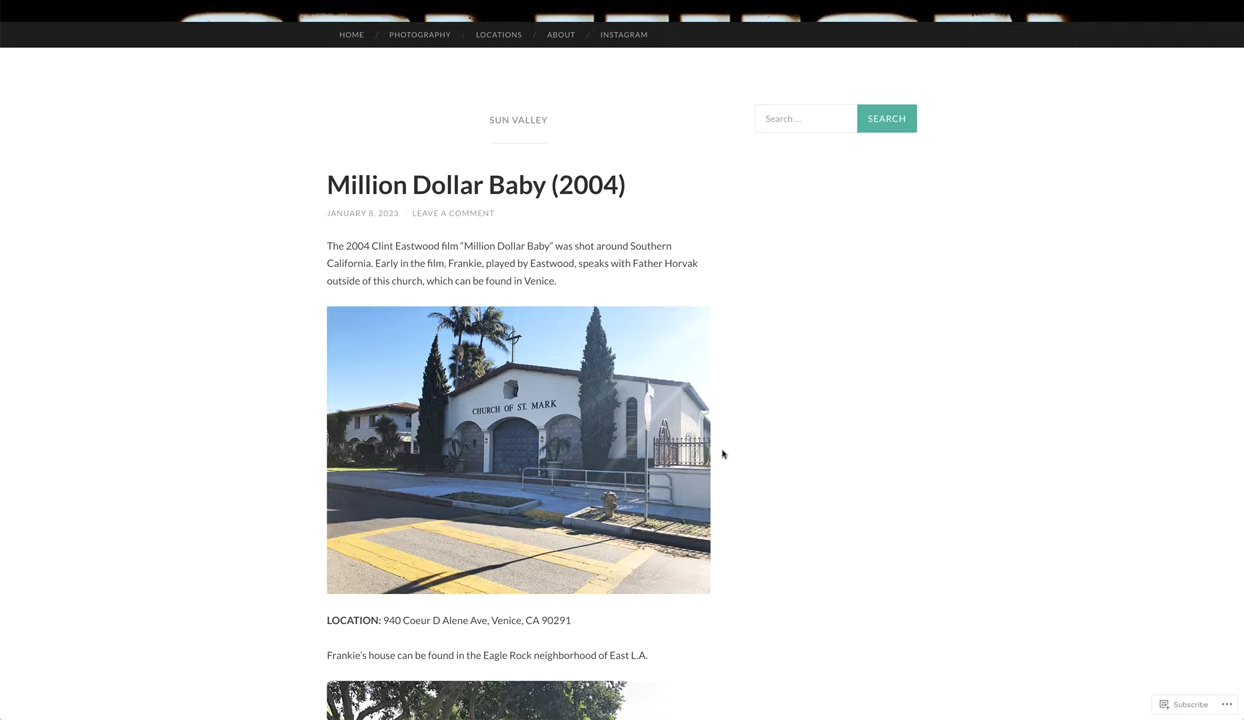 HOME / PHOTOGRAPHY / LOCATIONS / ABOUT / INSTAGRAM
SUN VALLEY
Search ...
SEARCH
Million Dollar Baby (2004)
JANUARY 8, 2023 / LEAVE A COMMENT
The 2004 Clint Eastwood film “Million Dollar Baby” was shot around Southern
California. Early in the film, Frankie, played by Eastwood, speaks with Father Horvak
outside of this church, which can be found in Venice.
CHURCH OF ST. MARK
LOCATION: 940 Coeur D Alene Ave, Venice, CA 90291
Frankie’s house can be found in the Eagle Rock neighborhood of East L.A.
Subscribe